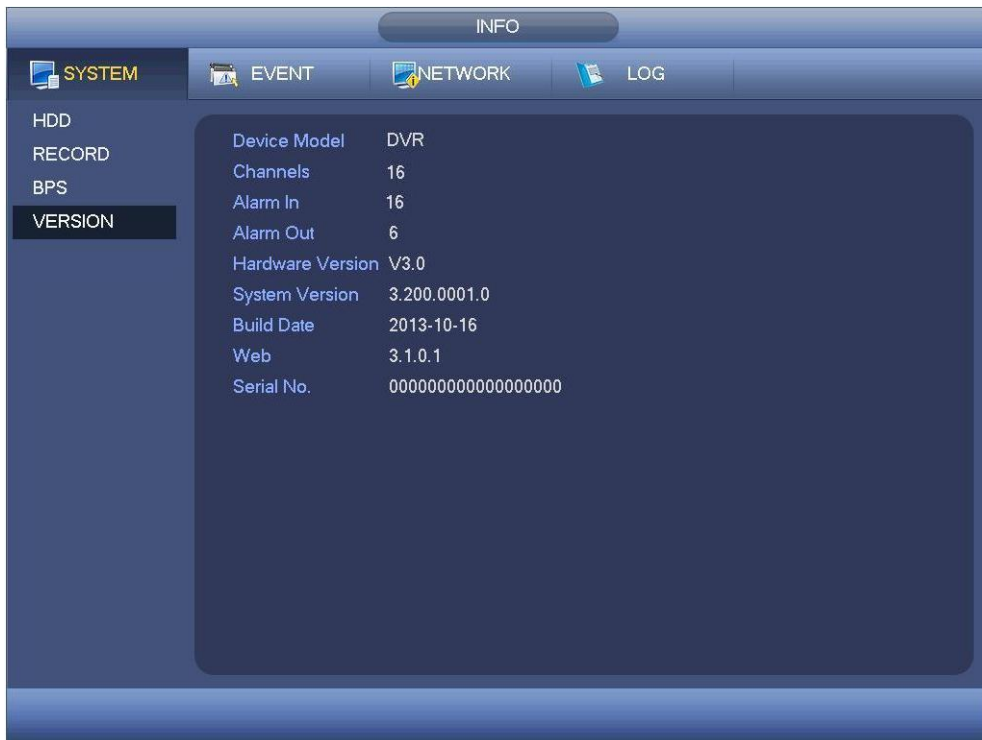 INFO
SYSTEM EVENT NETWORK LOG
HDD
RECORD
BPS
VERSION
Device Model DVR
Channels 16
Alarm In 16
Alarm Out 6
Hardware Version V3.0
System Version 3.200.0001.0
Build Date 2013-10-16
Web 3.1.0.1
Serial No. 000000000000000000